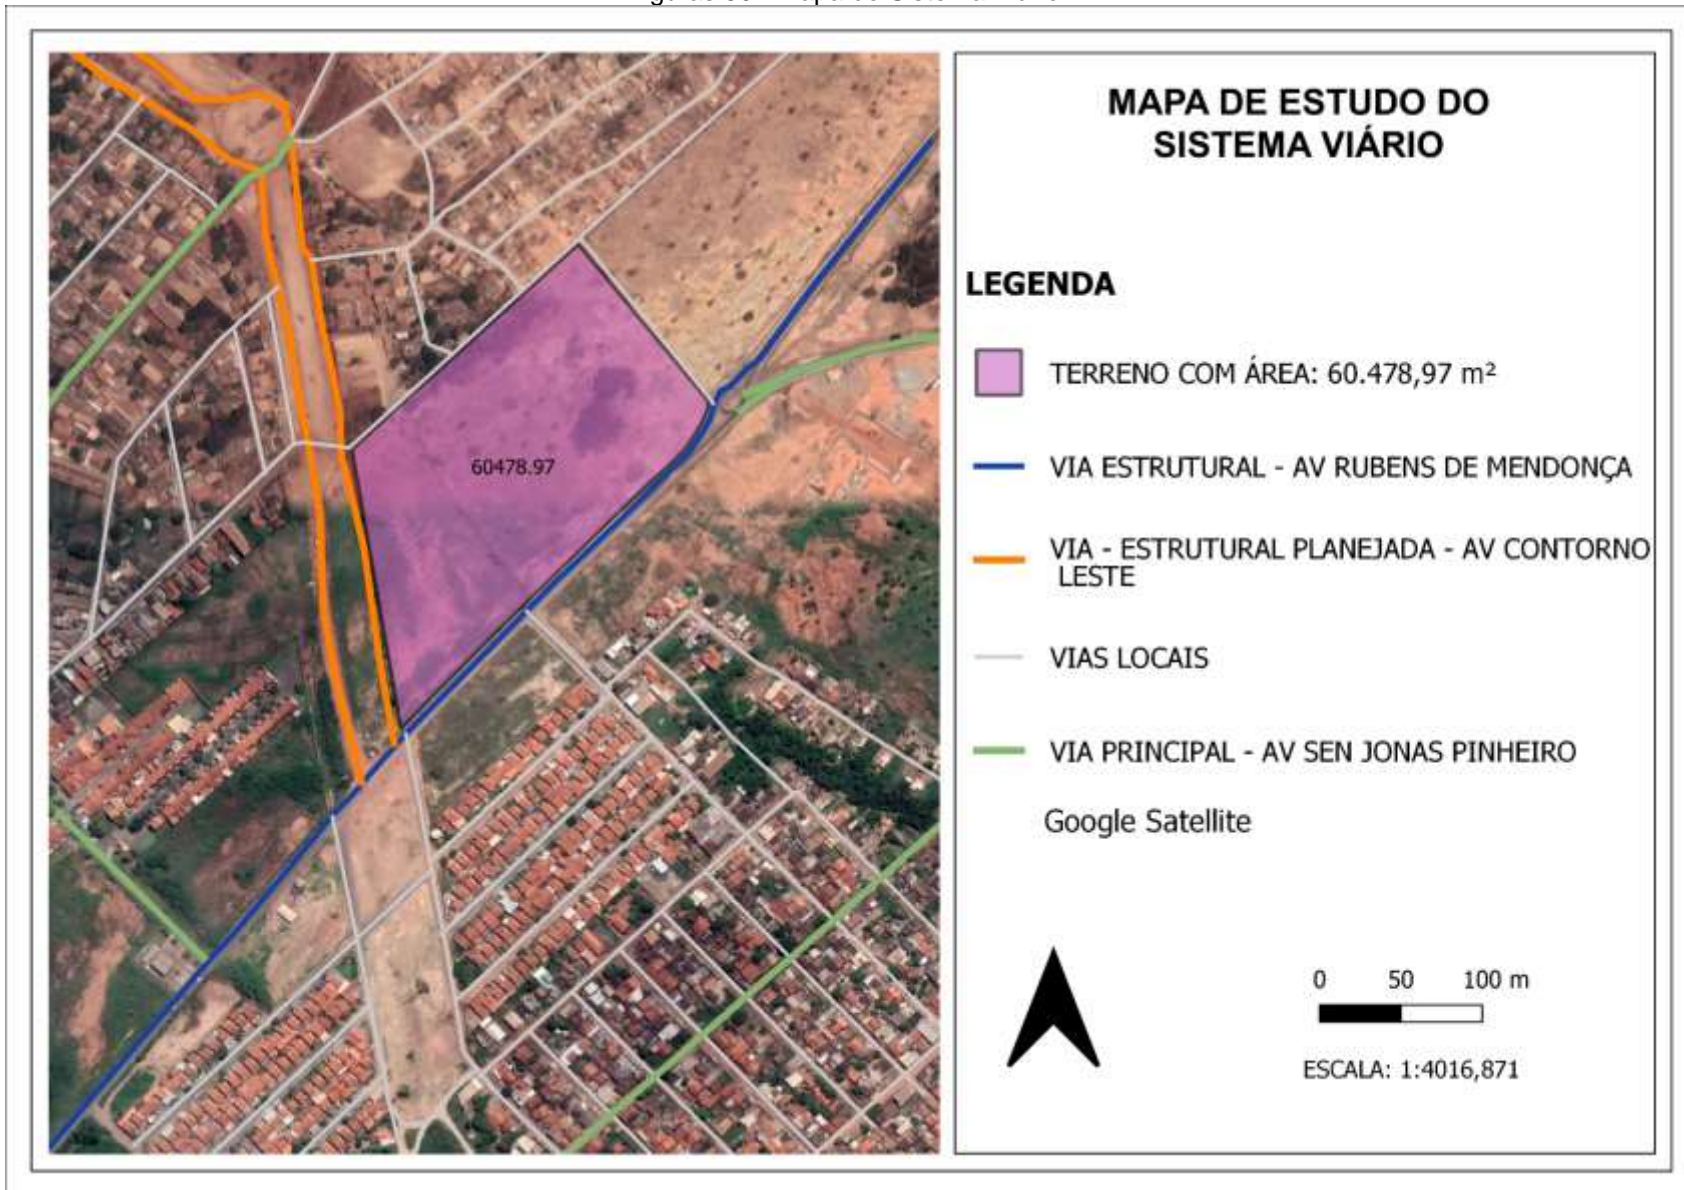 MAPA DE ESTUDO DO
SISTEMA VIÁRIO
LEGENDA
TERRENO COM ÁREA: 60.478,97 m²
60478.97
VIA ESTRUTURAL - AV RUBENS DE MENDONÇA
VIA - ESTRUTURAL PLANEJADA - AV CONTORNO
LESTE
VIAS LOCAIS
VIA PRINCIPAL - AV SEN JONAS PINHEIRO
Google Satellite
0 50 100 m
ESCALA: 1:4016,871